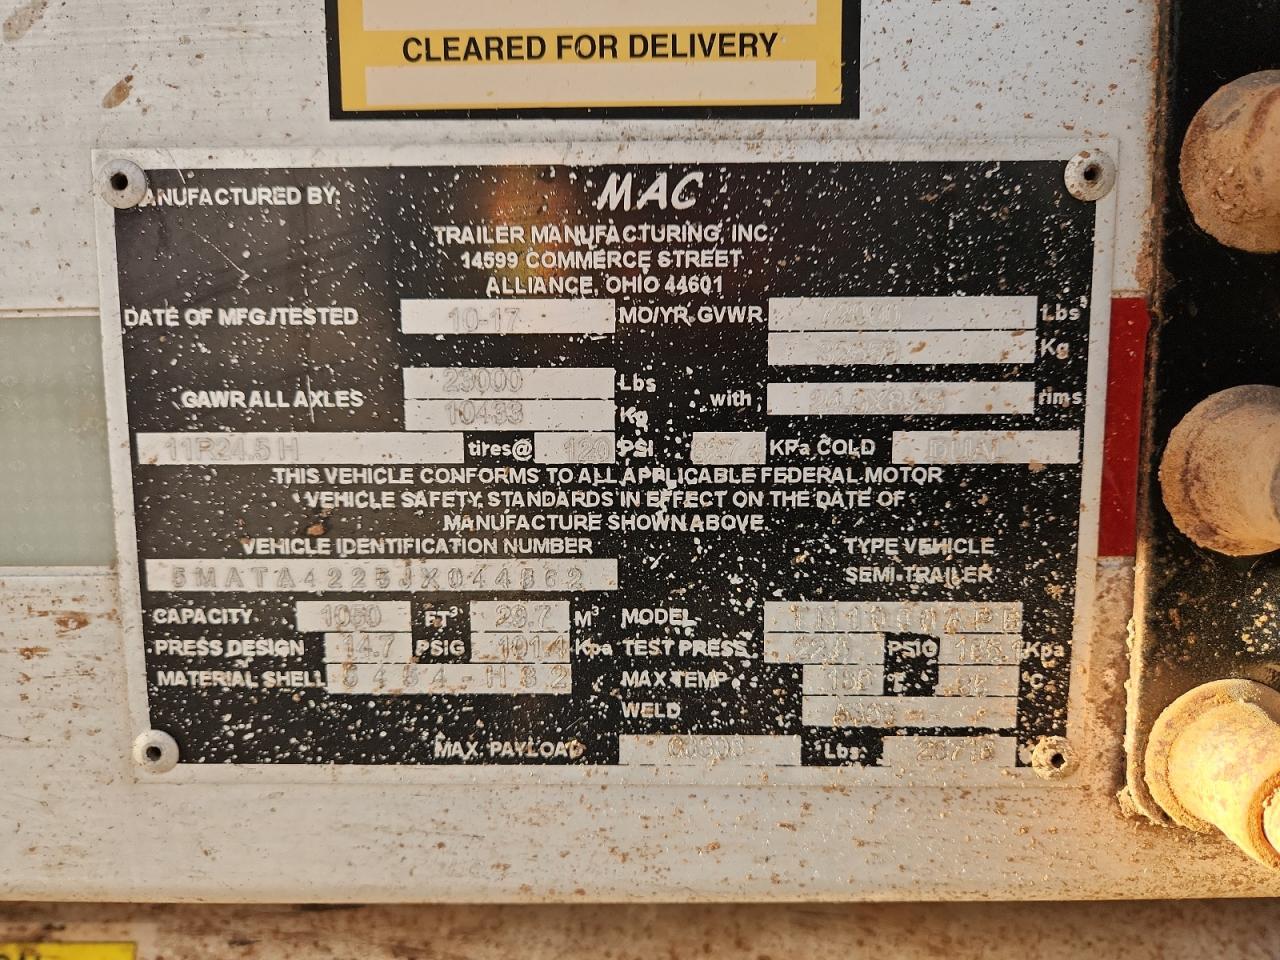 CLEARED FOR DELIVERY
ANUFACTURED BY: MAC
TRAILER MANUFACTURING, INC.
14599 COMMERCE STREET
ALLIANCE, OHIO 44601
DATE OF MFG./TESTED 10-17 MO/YR. GVWR Lbs
Kg
GAWR ALL AXLES 23000 Lbs with rims
10433 Kg
11R24.5 H tires@ 120 PSI KPa COLD DUAL
THIS VEHICLE CONFORMS TO ALL APPLICABLE FEDERAL MOTOR
VEHICLE SAFETY STANDARDS IN EFFECT ON THE DATE OF
MANUFACTURE SHOWN ABOVE
VEHICLE IDENTIFICATION NUMBER TYPE VEHICLE
5MATA4225JX044862 SEMI-TRAILER
CAPACITY 1050 FT³ 29.7 M³ MODEL
PRESS DESIGN 14.7 PSIG 101.4 Kpa TEST PRESS. PSIG Kpa
MATERIAL SHELL 5454-H32 MAX TEMP °F °C
WELD
MAX. PAYLOAD Lbs.